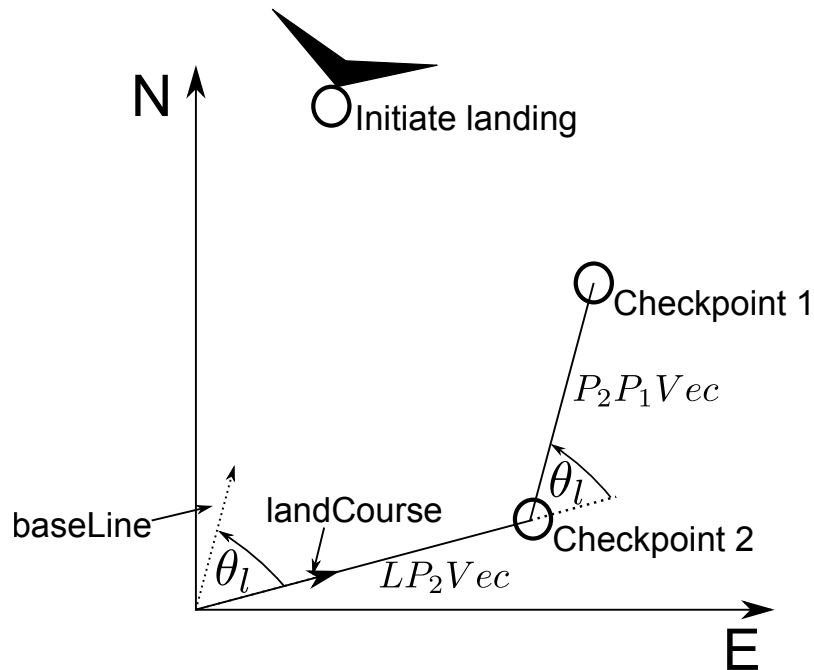 N
Initiate landing
Checkpoint 1
P₂P₁Vec
θₗ
baseLine
landCourse
Checkpoint 2
θₗ
LP₂Vec
E